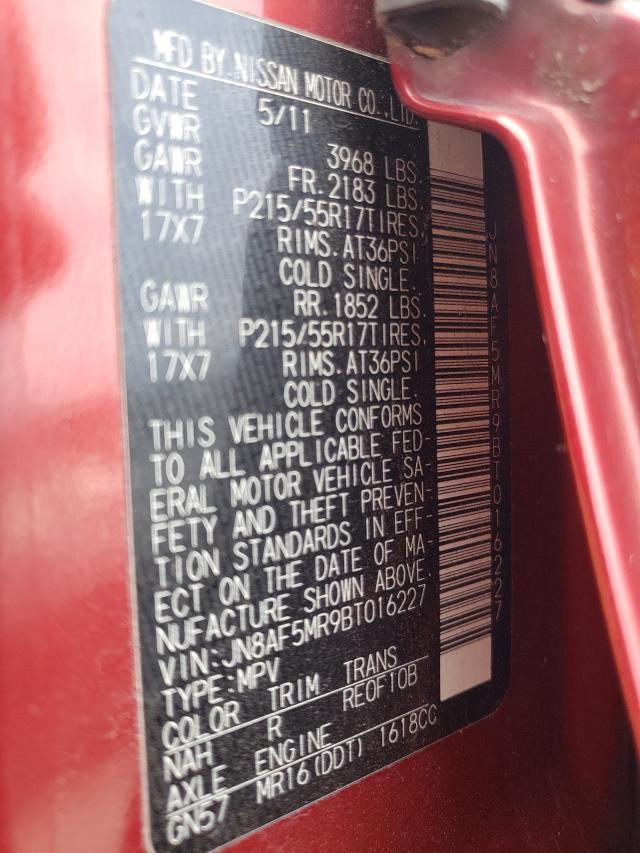 MFD BY NISSAN MOTOR CO.,LTD.
DATE 5/11
GVWR 3968 LBS
GAWR FR.2183 LBS.
WITH P215/55R17TIRES,
17X7 RIMS.AT36PSI
COLD SINGLE.
GAWR RR.1852 LBS.
WITH P215/55R17TIRES,
17X7 RIMS.AT36PSI
COLD SINGLE.
THIS VEHICLE CONFORMS
TO ALL APPLICABLE FED-
ERAL MOTOR VEHICLE SA-
FETY AND THEFT PREVEN-
TION STANDARDS IN EFF-
ECT ON THE DATE OF MA-
NUFACTURE SHOWN ABOVE.
VIN:JN8AF5MR9BT016227
TYPE:MPV
COLOR TRIM TRANS
NAH R RE0F10B
AXLE ENGINE
GN57 MR16(DDT) 1618CC
JN8AF5MR9BT016227